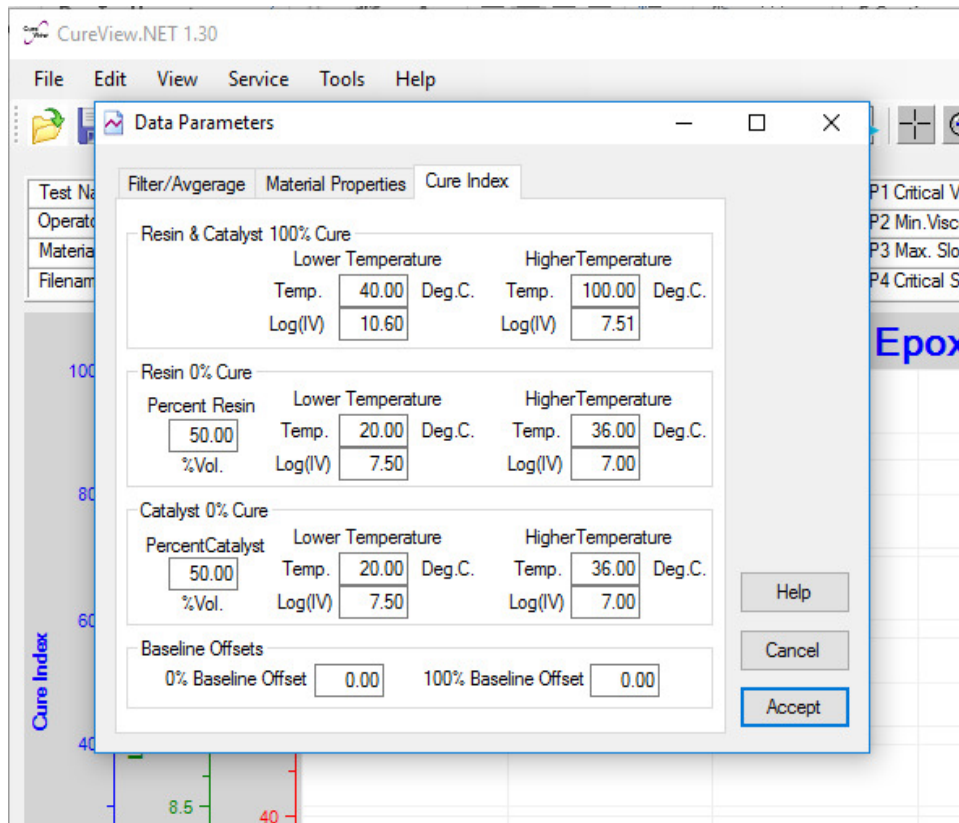 CureView.NET 1.30
File Edit View Service Tools Help
Data Parameters
Filter/Avgerage Material Properties Cure Index
Resin & Catalyst 100% Cure
Lower Temperature HigherTemperature
Temp. 40.00 Deg.C. Temp. 100.00 Deg.C.
Log(IV) 10.60 Log(IV) 7.51
Resin 0% Cure
Percent Resin Lower Temperature HigherTemperature
50.00 Temp. 20.00 Deg.C. Temp. 36.00 Deg.C.
%Vol. Log(IV) 7.50 Log(IV) 7.00
Catalyst 0% Cure
PercentCatalyst Lower Temperature HigherTemperature
50.00 Temp. 20.00 Deg.C. Temp. 36.00 Deg.C.
%Vol. Log(IV) 7.50 Log(IV) 7.00
Baseline Offsets
0% Baseline Offset 0.00 100% Baseline Offset 0.00
Help
Cancel
Accept
Test Na
Operato
Materia
Filenam
P1 Critical V
P2 Min.Visc
P3 Max. Slo
P4 Critical S
Epox
100
80
60
40
Cure Index
8.5
40